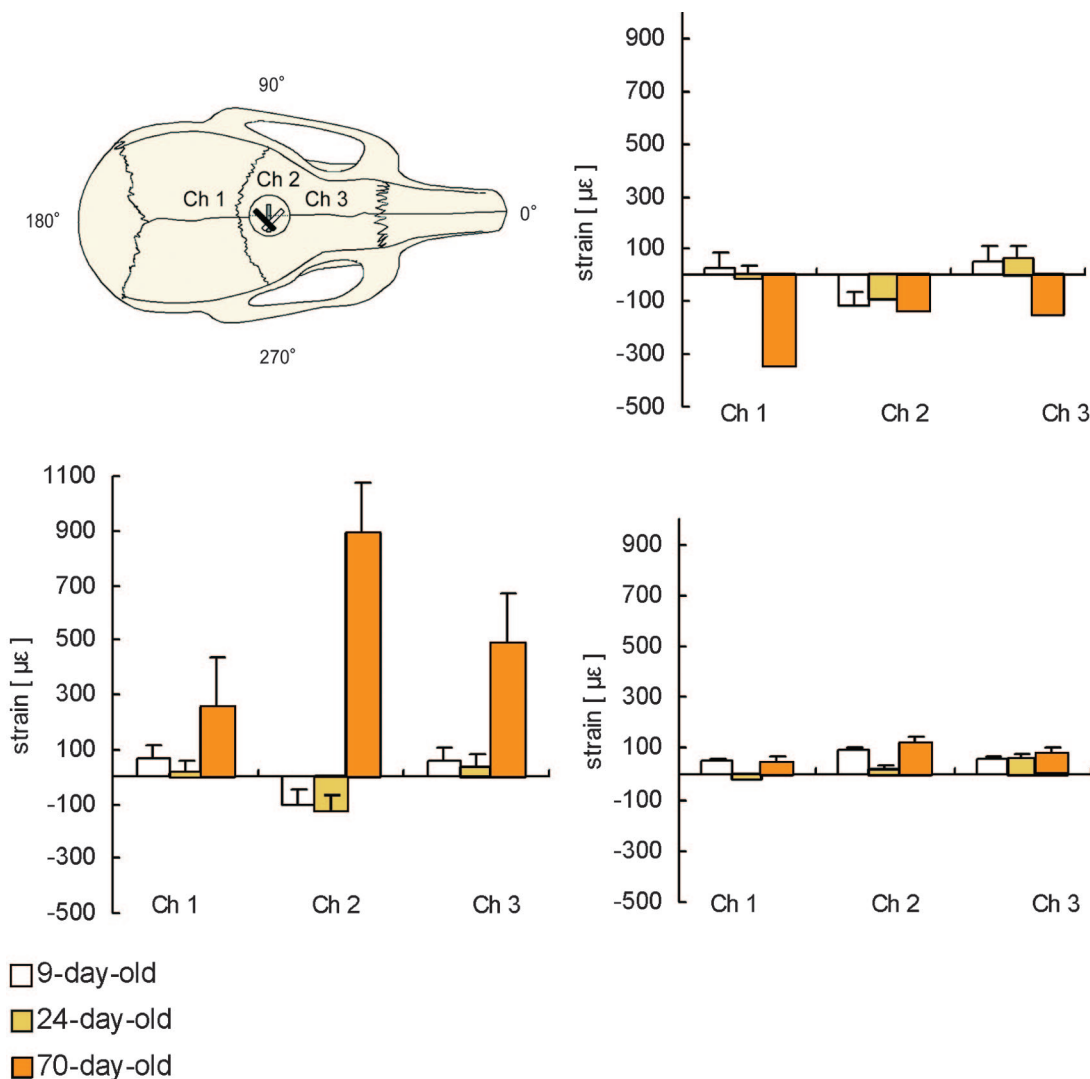 90°
Ch 2
Ch 1
Ch 3
180°
0°
270°
strain [ µε ]
900
700
500
300
100
-100
-300
-500
Ch 1
Ch 2
Ch 3
strain [ µε ]
1100
900
700
500
300
100
-100
-300
-500
Ch 1
Ch 2
Ch 3
strain [ µε ]
900
700
500
300
100
-100
-300
-500
Ch 1
Ch 2
Ch 3
9-day-old
24-day-old
70-day-old